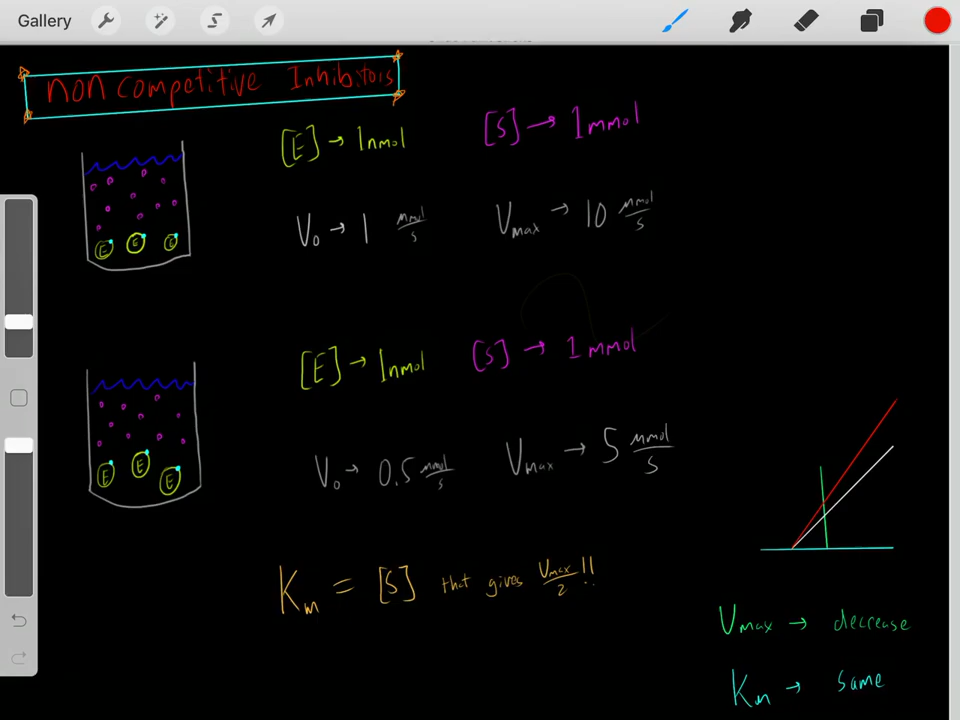 Gallery
non competitive Inhibitors
[E] → 1nmol
[S] → 1mmol
V₀ → 1 mmol/s
Vmax → 10 mmol/s
E E E
[E] → 1nmol
[S] → 1mmol
V₀ → 0.5 mmol/s
Vmax → 5 mmol/s
E E E
Km = [S] that gives Vmax/2 !!
Vmax → decrease
Km → same